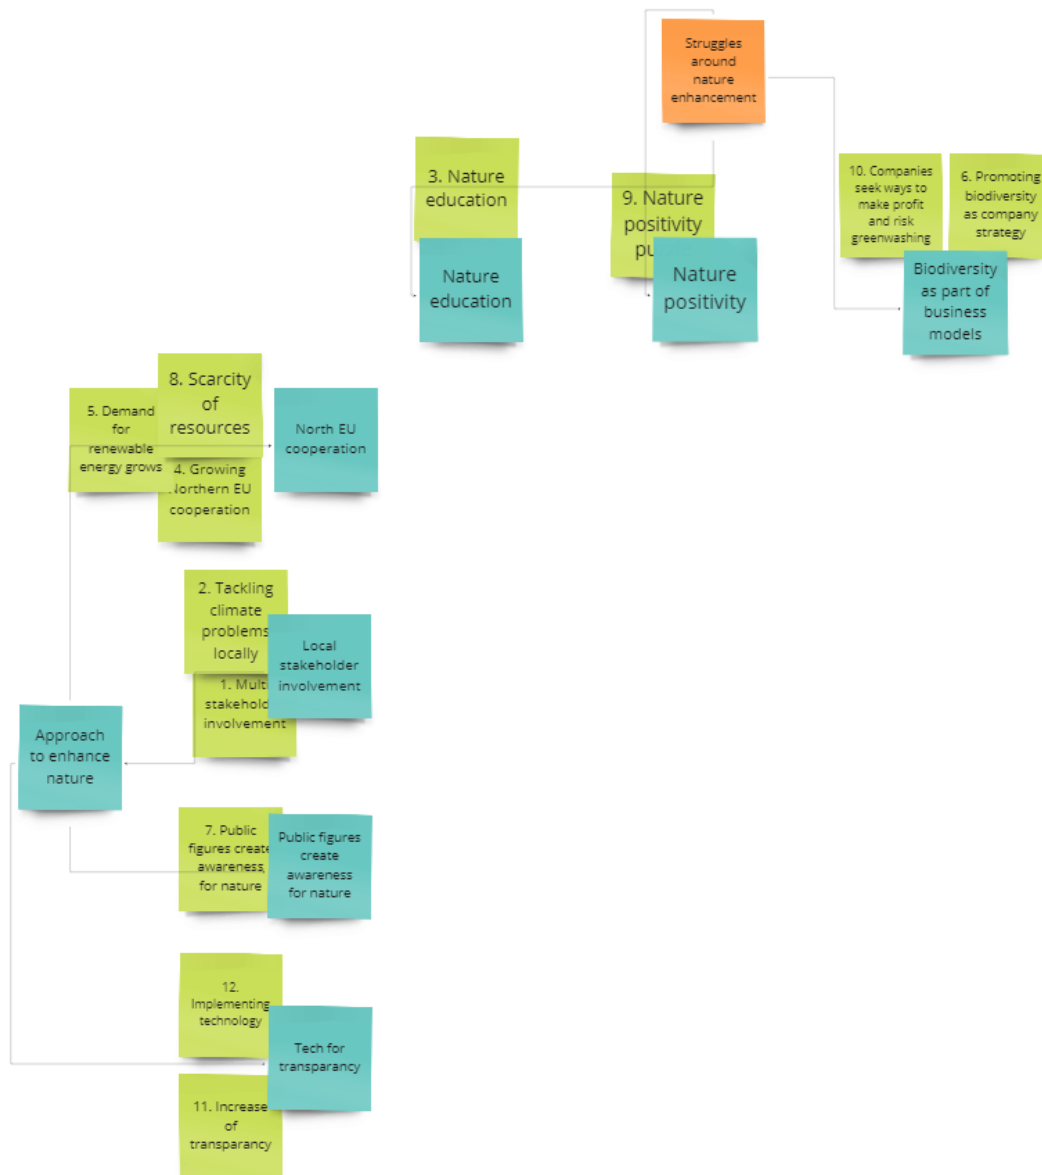 Struggles
around
nature
enhancement
3. Nature
education
9. Nature
positivity
10. Companies
seek ways to
make profit
and risk
greenwashing
6. Promoting
biodiversity
as company
strategy
Nature
education
Nature
positivity
Biodiversity
as part of
business
models
8. Scarcity
of
resources
5. Demand
for
renewable
energy grows
North EU
cooperation
4. Growing
Northern EU
cooperation
2. Tackling
climate
problems
locally
Local
stakeholder
involvement
1. Multi
stakeholder
involvement
Approach
to enhance
nature
7. Public
figures create
awareness
for nature
Public figures
create
awareness
for nature
12.
Implementing
technology
Tech for
transparancy
11. Increase
of
transparancy